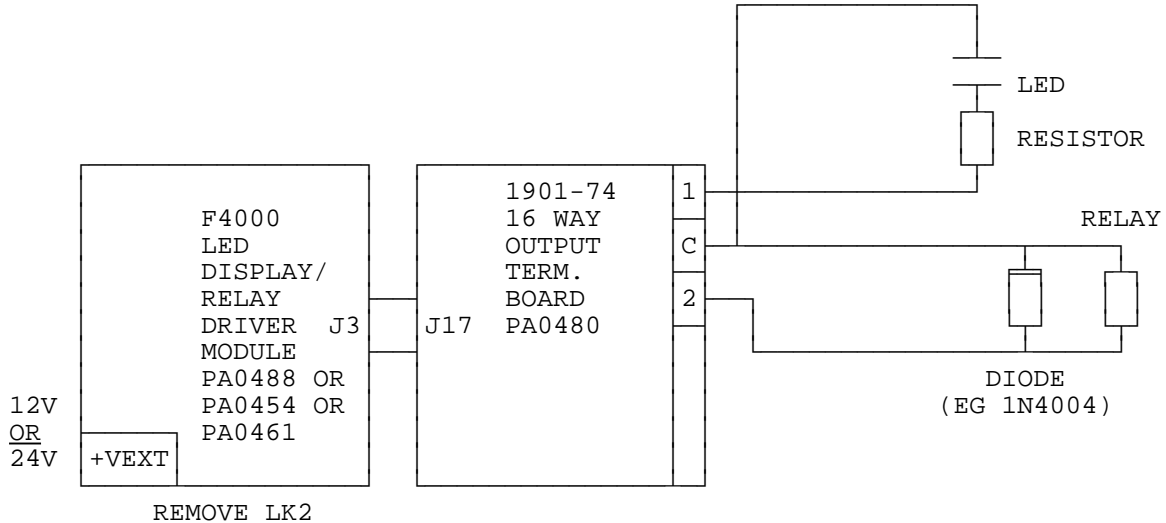 LED
RESISTOR
RELAY
F4000
LED
DISPLAY/
RELAY
DRIVER J3
MODULE
PA0488 OR
PA0454 OR
PA0461
12V
OR
24V
+VEXT
REMOVE LK2
J17
1901-74
16 WAY
OUTPUT
TERM.
BOARD
PA0480
1
C
2
DIODE
(EG 1N4004)